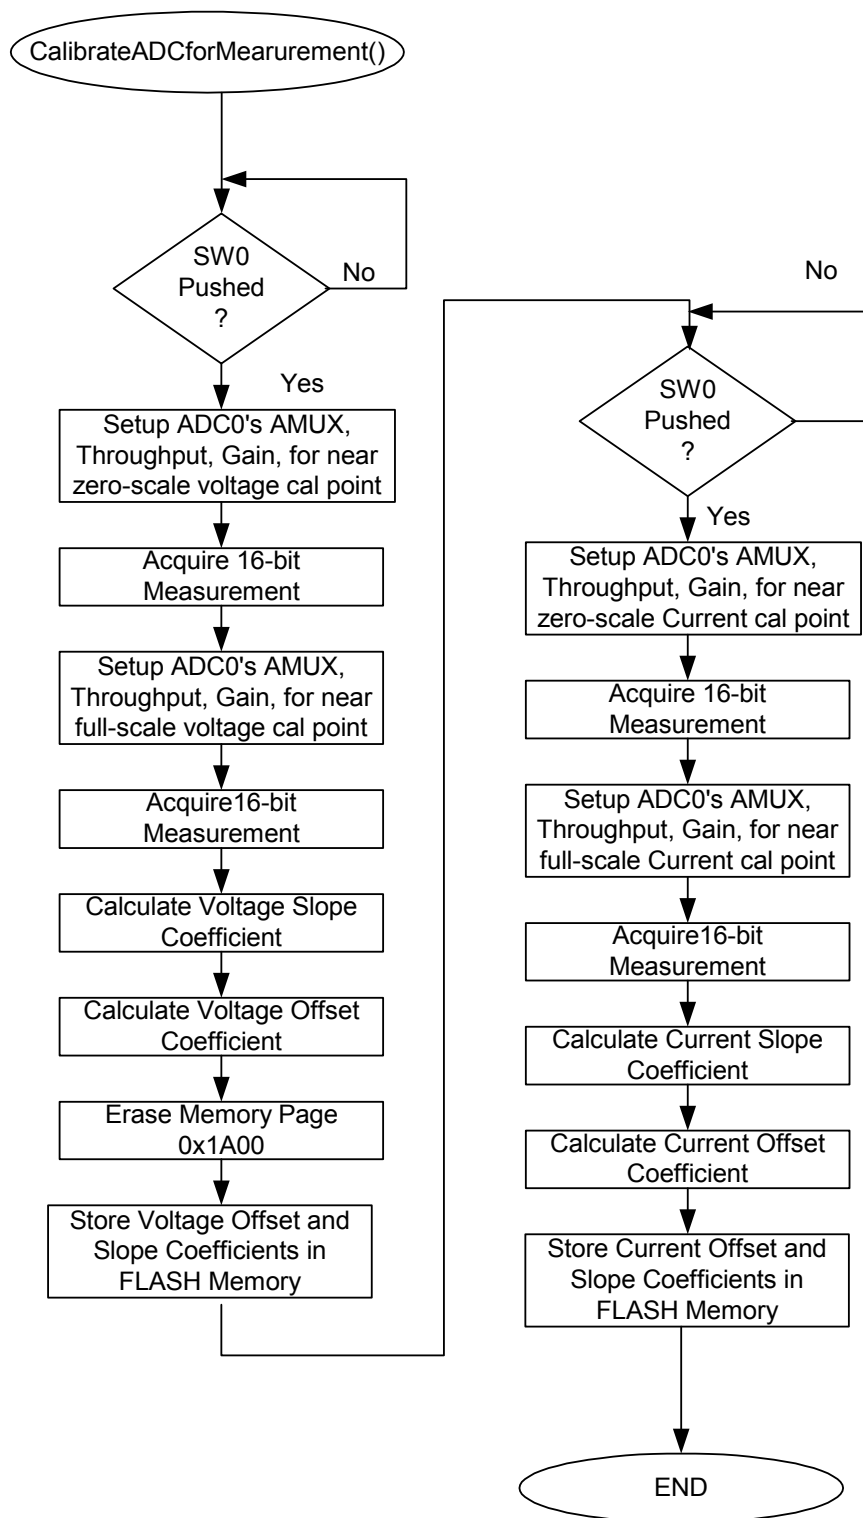 CalibrateADCforMearurement()
SW0
Pushed
?
No
Yes
Setup ADC0's AMUX,
Throughput, Gain, for near
zero-scale voltage cal point
Acquire 16-bit
Measurement
Setup ADC0's AMUX,
Throughput, Gain, for near
full-scale voltage cal point
Acquire16-bit
Measurement
Calculate Voltage Slope
Coefficient
Calculate Voltage Offset
Coefficient
Erase Memory Page
0x1A00
Store Voltage Offset and
Slope Coefficients in
FLASH Memory
No
SW0
Pushed
?
Yes
Setup ADC0's AMUX,
Throughput, Gain, for near
zero-scale Current cal point
Acquire 16-bit
Measurement
Setup ADC0's AMUX,
Throughput, Gain, for near
full-scale Current cal point
Acquire16-bit
Measurement
Calculate Current Slope
Coefficient
Calculate Current Offset
Coefficient
Store Current Offset and
Slope Coefficients in
FLASH Memory
END